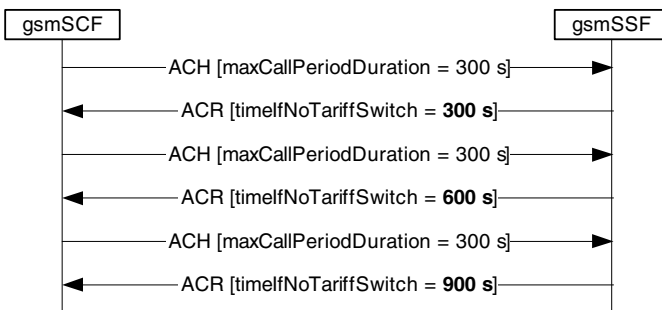 gsmSCF
gsmSSF
ACH [maxCallPeriodDuration = 300 s]
ACR [timeIfNoTariffSwitch = 300 s]
ACH [maxCallPeriodDuration = 300 s]
ACR [timeIfNoTariffSwitch = 600 s]
ACH [maxCallPeriodDuration = 300 s]
ACR [timeIfNoTariffSwitch = 900 s]